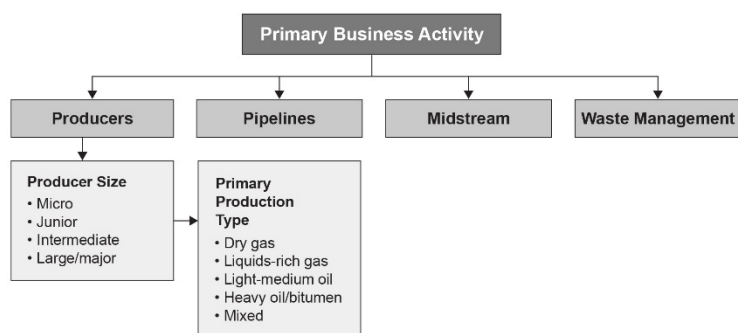 Primary Business Activity
Producers
Pipelines
Midstream
Waste Management
Producer Size
• Micro
• Junior
• Intermediate
• Large/major
Primary
Production
Type
• Dry gas
• Liquids-rich gas
• Light-medium oil
• Heavy oil/bitumen
• Mixed